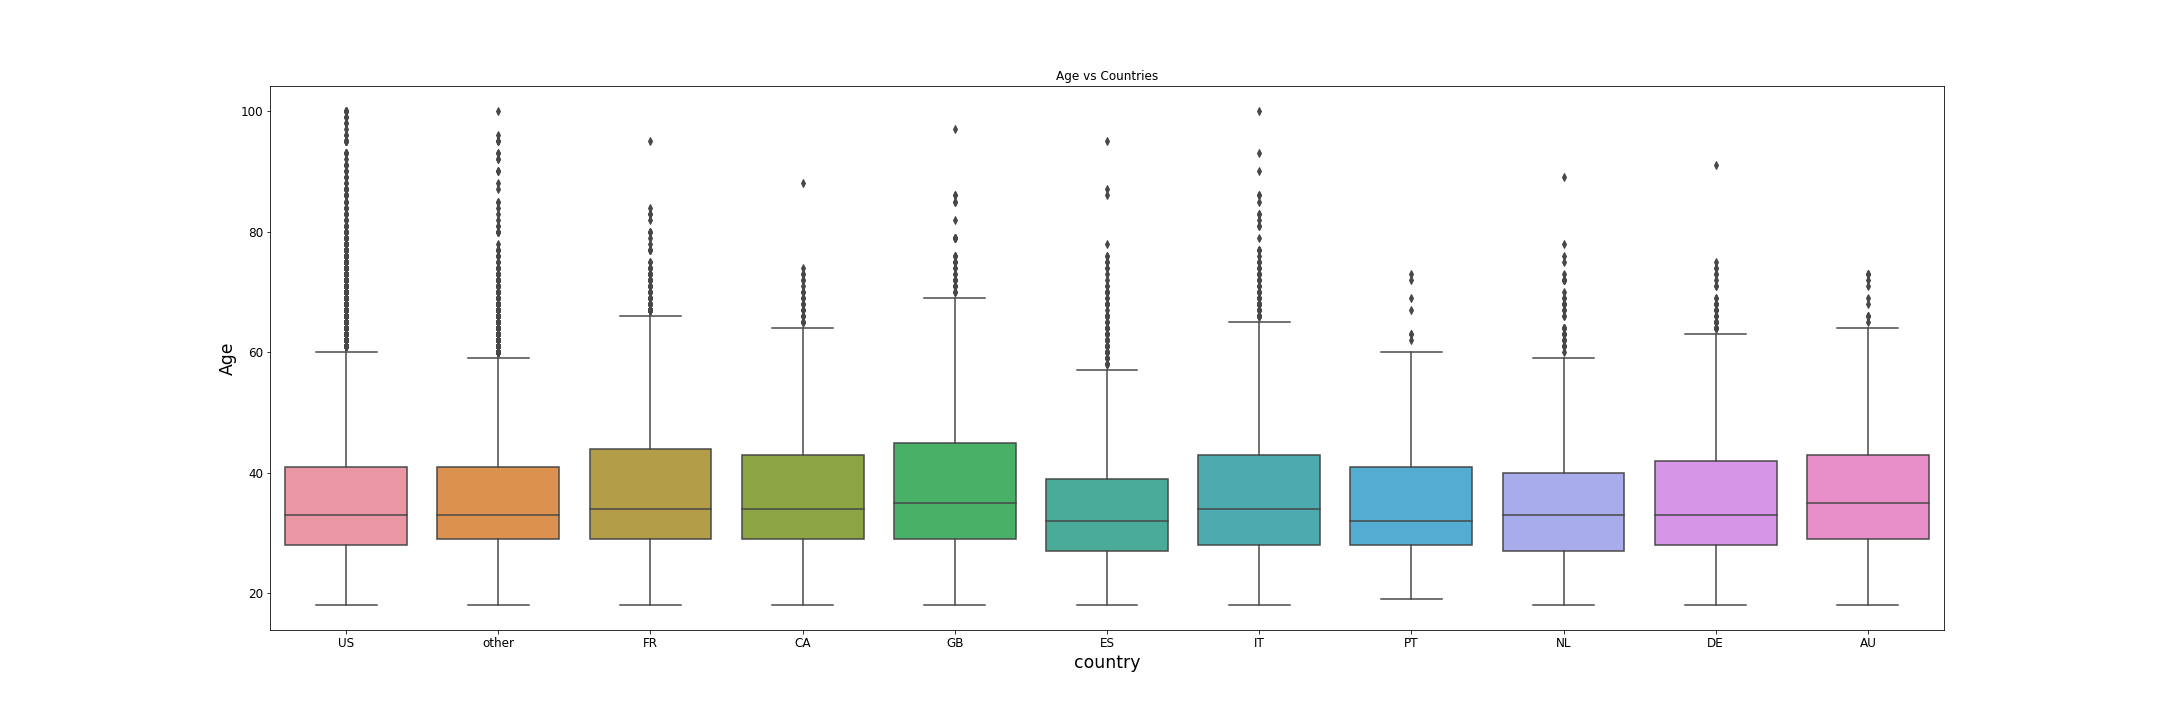 Age vs Countries
100
80
60
40
20
Age
US other FR CA GB ES IT PT NL DE AU
country